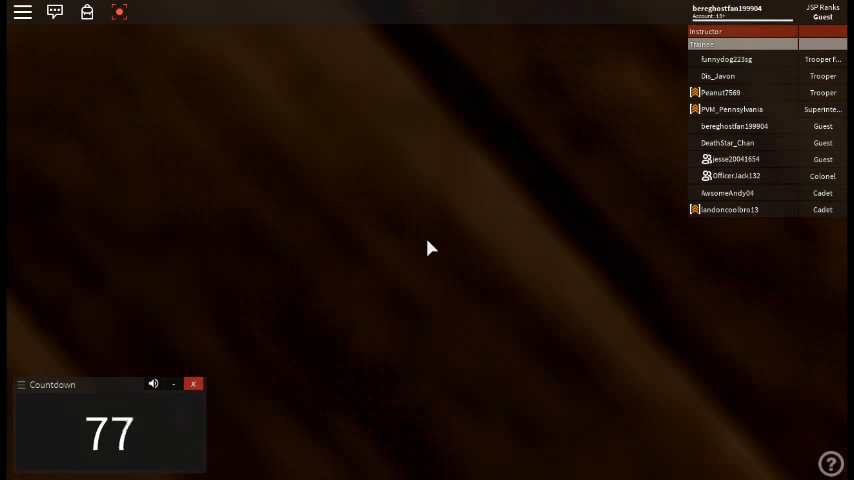 bereghostfan199904
Account: 13+
JSP Ranks
Guest
Instructor
Trainee
funnydog223sg Trooper F...
Dis_Javon Trooper
Peanut7569 Trooper
PVM_Pennsylvania Superinte...
bereghostfan199904 Guest
DeathStar_Chan Guest
jesse20041654 Guest
OfficerJack132 Colonel
AwsomeAndy04 Cadet
landoncoolbro13 Cadet
Countdown - X
77
?